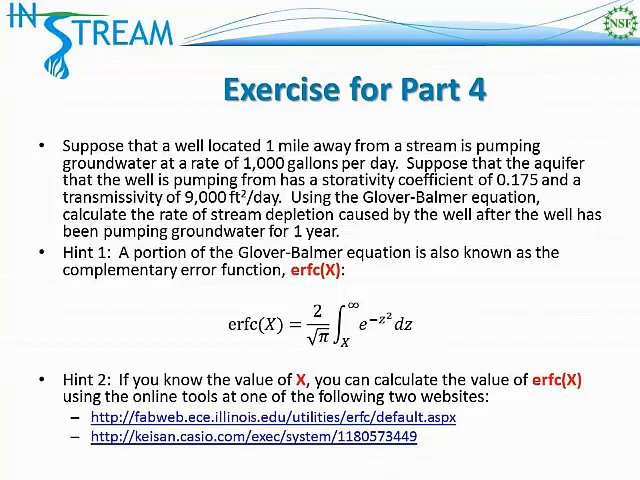 IN STREAM
NSF
Exercise for Part 4
• Suppose that a well located 1 mile away from a stream is pumping
groundwater at a rate of 1,000 gallons per day. Suppose that the aquifer
that the well is pumping from has a storativity coefficient of 0.175 and a
transmissivity of 9,000 ft²/day. Using the Glover-Balmer equation,
calculate the rate of stream depletion caused by the well after the well has
been pumping groundwater for 1 year.
• Hint 1: A portion of the Glover-Balmer equation is also known as the
complementary error function, erfc(X):
erfc(X) = 2/√π ∫_X^∞ e^(−z²) dz
• Hint 2: If you know the value of X, you can calculate the value of erfc(X)
using the online tools at one of the following two websites:
– http://fabweb.ece.illinois.edu/utilities/erfc/default.aspx
– http://keisan.casio.com/exec/system/1180573449